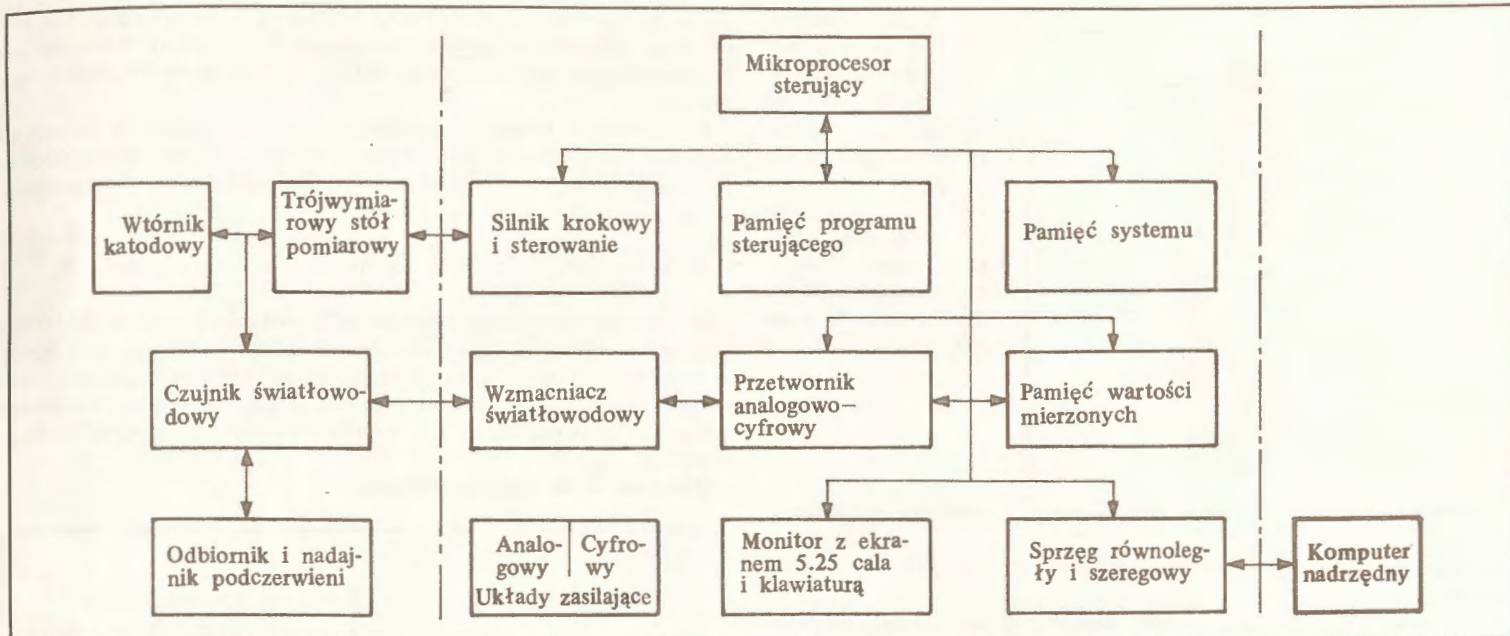 Mikroprocesor
sterujący
Wtórnik
katodowy
Trójwymia-
rowy stół
pomiarowy
Silnik krokowy
i sterowanie
Pamięć programu
sterującego
Pamięć systemu
Czujnik światłowo-
dowy
Wzmacniacz
światłowodowy
Przetwornik
analogowo—
cyfrowy
Pamięć wartości
mierzonych
Odbiornik i nadaj-
nik podczerwieni
Analo-
gowy
Cyfro-
wy
Układy zasilające
Monitor z ekra-
nem 5.25 cala
i klawiaturą
Sprzęg równoleg-
ły i szeregowy
Komputer
nadrzędny